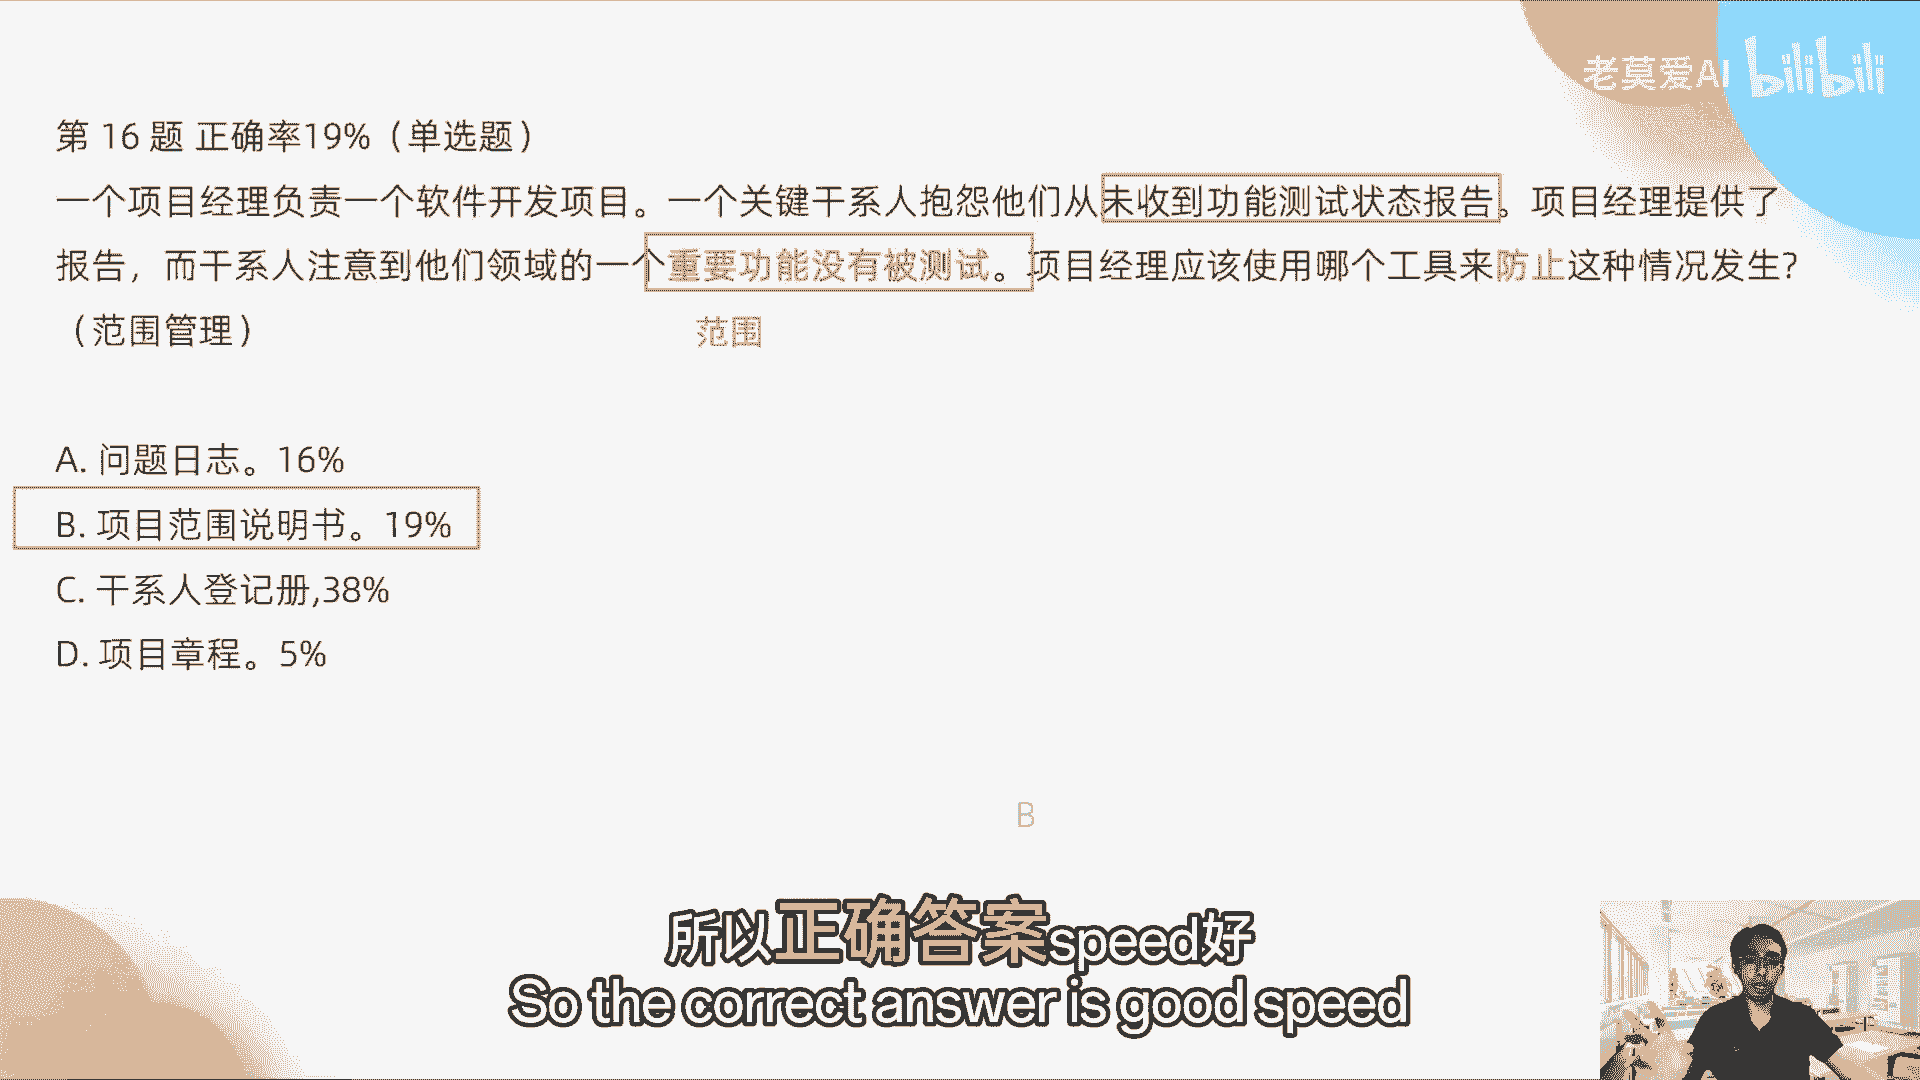 老莫爱AI bilibili
第 16 题 正确率19%（单选题）
一个项目经理负责一个软件开发项目。一个关键干系人抱怨他们从未收到功能测试状态报告。项目经理提供了
报告，而干系人注意到他们领域的一个重要功能没有被测试。项目经理应该使用哪个工具来防止这种情况发生?
（范围管理）
范围
A. 问题日志。16%
B. 项目范围说明书。19%
C. 干系人登记册,38%
D. 项目章程。5%
B
所以正确答案speed好
So the correct answer is good speed